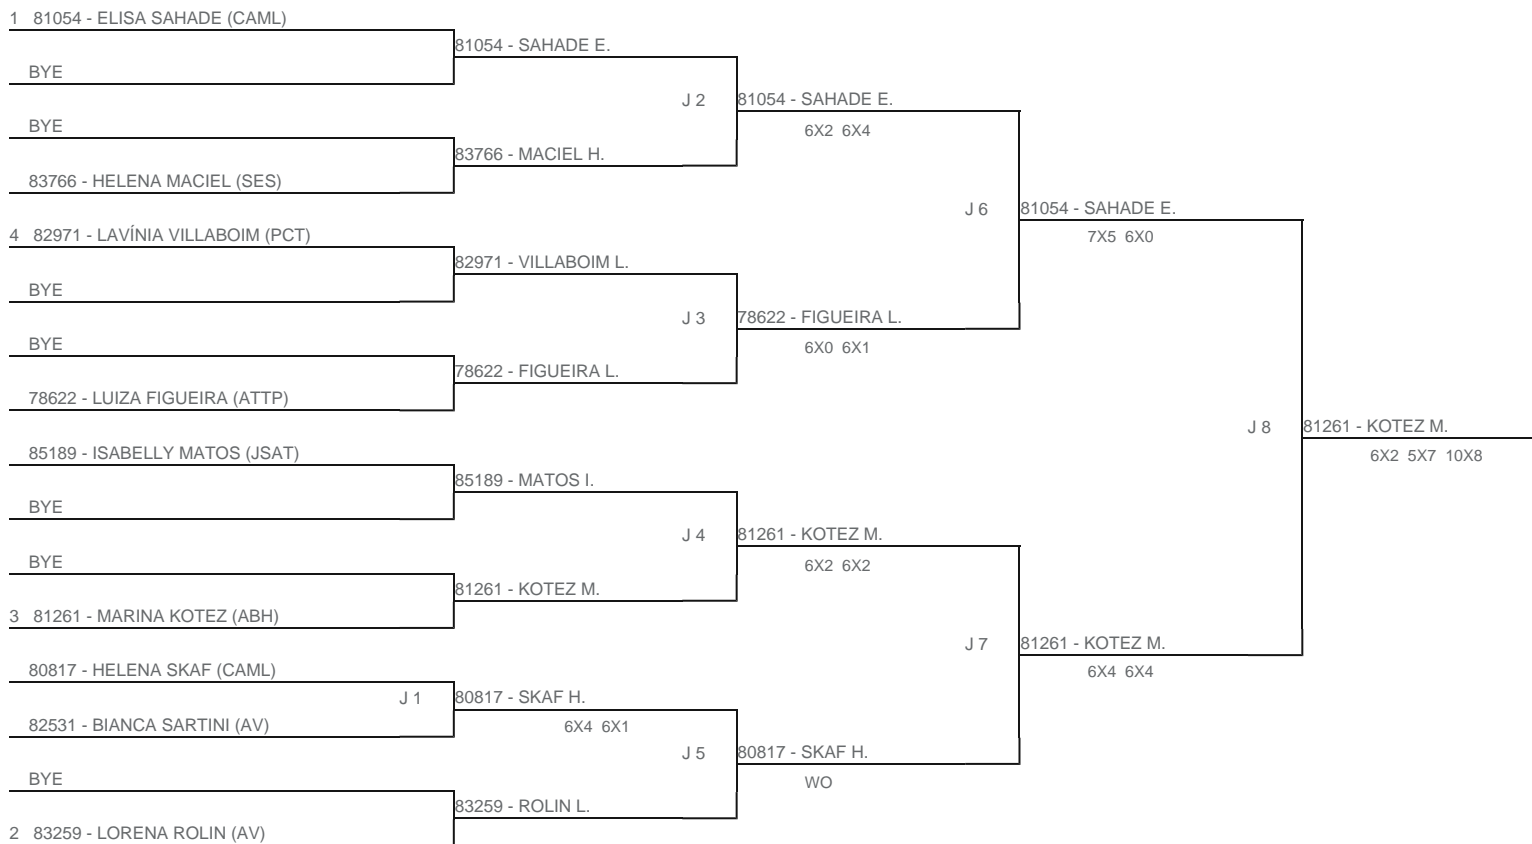 1 81054 - ELISA SAHADE (CAML)
81054 - SAHADE E.
BYE
J 2 81054 - SAHADE E.
6X2 6X4
BYE
83766 - MACIEL H.
83766 - HELENA MACIEL (SES)
J 6 81054 - SAHADE E.
7X5 6X0
4 82971 - LAVÍNIA VILLABOIM (PCT)
82971 - VILLABOIM L.
BYE
J 3 78622 - FIGUEIRA L.
6X0 6X1
BYE
78622 - FIGUEIRA L.
78622 - LUIZA FIGUEIRA (ATTP)
J 8 81261 - KOTEZ M.
6X2 5X7 10X8
85189 - ISABELLY MATOS (JSAT)
85189 - MATOS I.
BYE
J 4 81261 - KOTEZ M.
6X2 6X2
BYE
81261 - KOTEZ M.
3 81261 - MARINA KOTEZ (ABH)
J 7 81261 - KOTEZ M.
6X4 6X4
80817 - HELENA SKAF (CAML)
J 1 80817 - SKAF H.
6X4 6X1
82531 - BIANCA SARTINI (AV)
J 5 80817 - SKAF H.
WO
BYE
83259 - ROLIN L.
2 83259 - LORENA ROLIN (AV)